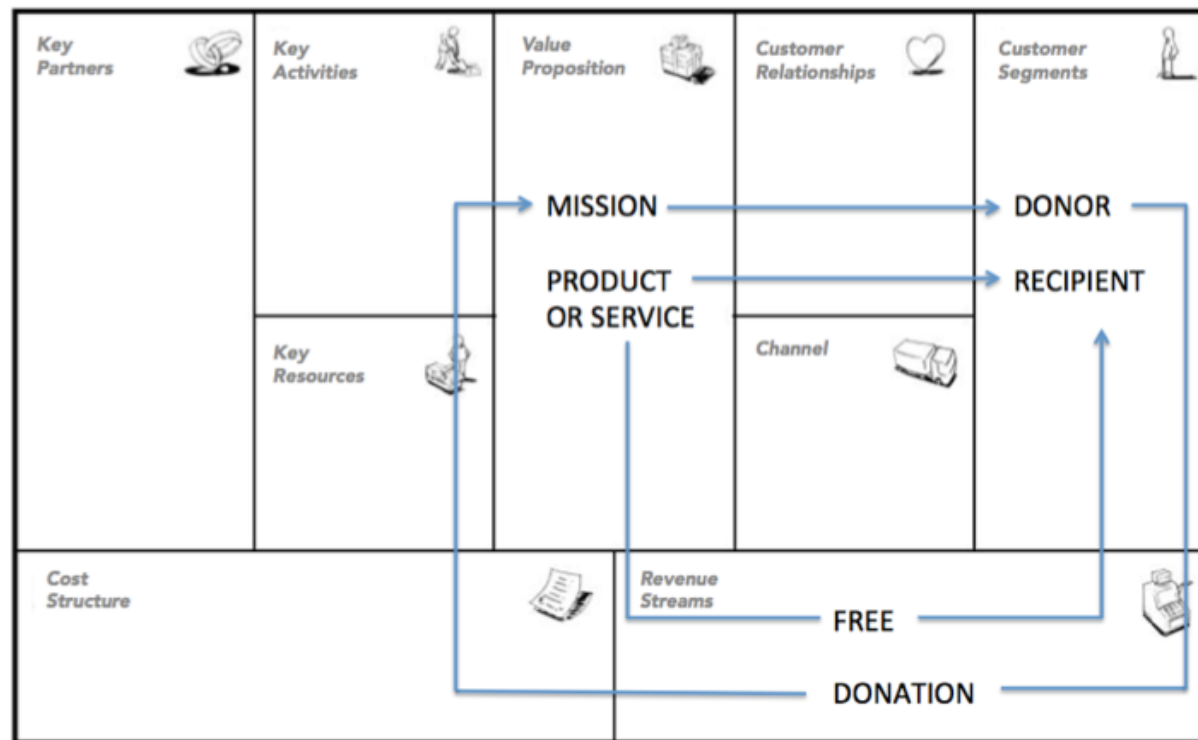 Key
Partners
Key
Activities
Value
Proposition
Customer
Relationships
Customer
Segments
MISSION
DONOR
PRODUCT
OR SERVICE
RECIPIENT
Key
Resources
Channel
Cost
Structure
Revenue
Streams
FREE
DONATION